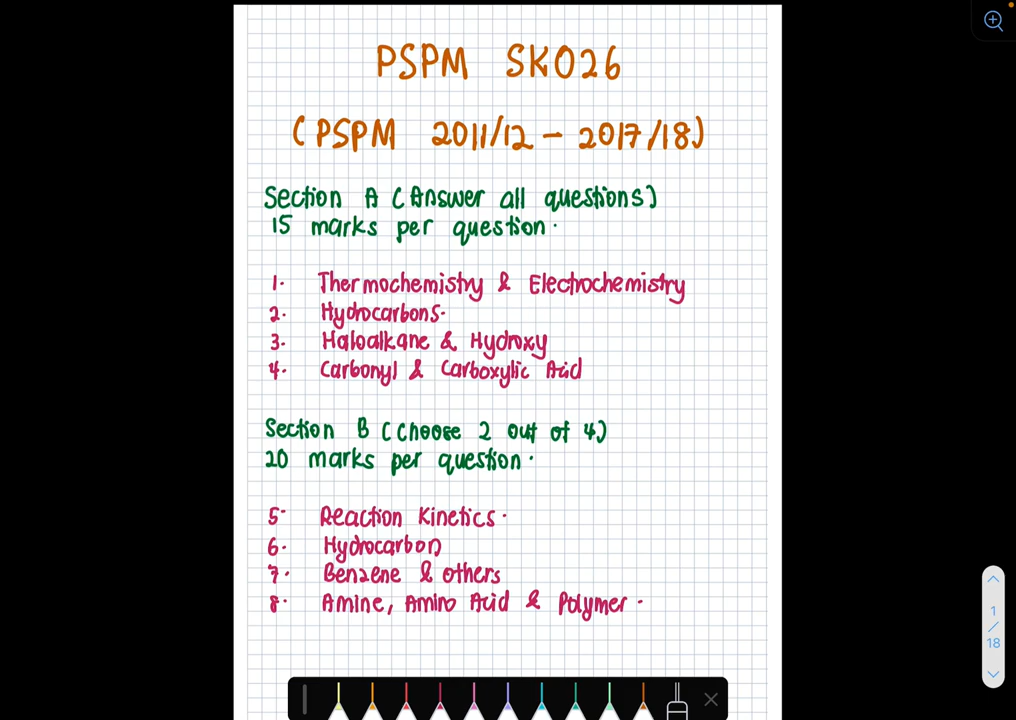 PSPM SK026
(PSPM 2011/12 - 2017/18)
Section A (Answer all questions)
15 marks per question.
1. Thermochemistry & Electrochemistry
2. Hydrocarbons.
3. Haloalkane & Hydroxy
4. Carbonyl & Carboxylic Acid
Section B (Choose 2 out of 4)
20 marks per question.
5. Reaction Kinetics.
6. Hydrocarbon
7. Benzene & others
8. Amine, Amino Acid & Polymer.
1
/
18